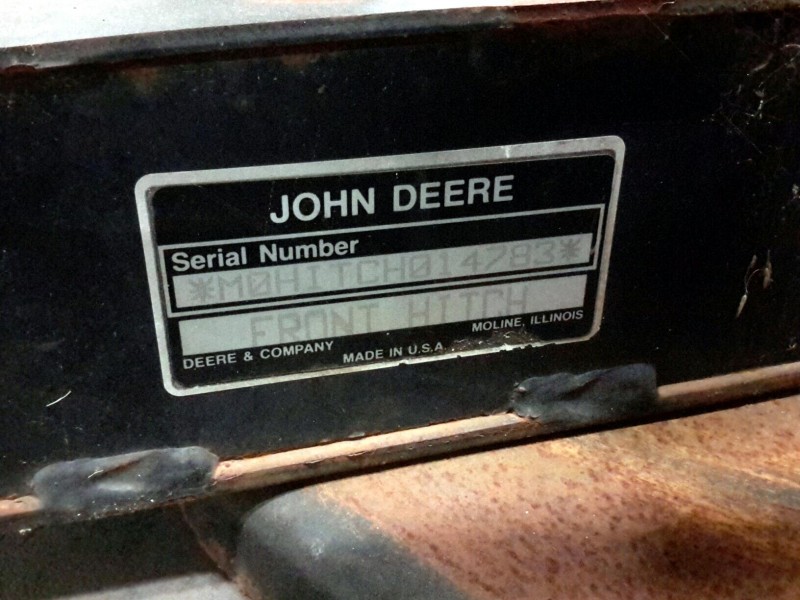 JOHN DEERE
Serial Number
*M0HITCH014783*
FRONT HITCH
DEERE & COMPANY
MOLINE, ILLINOIS
MADE IN U.S.A.